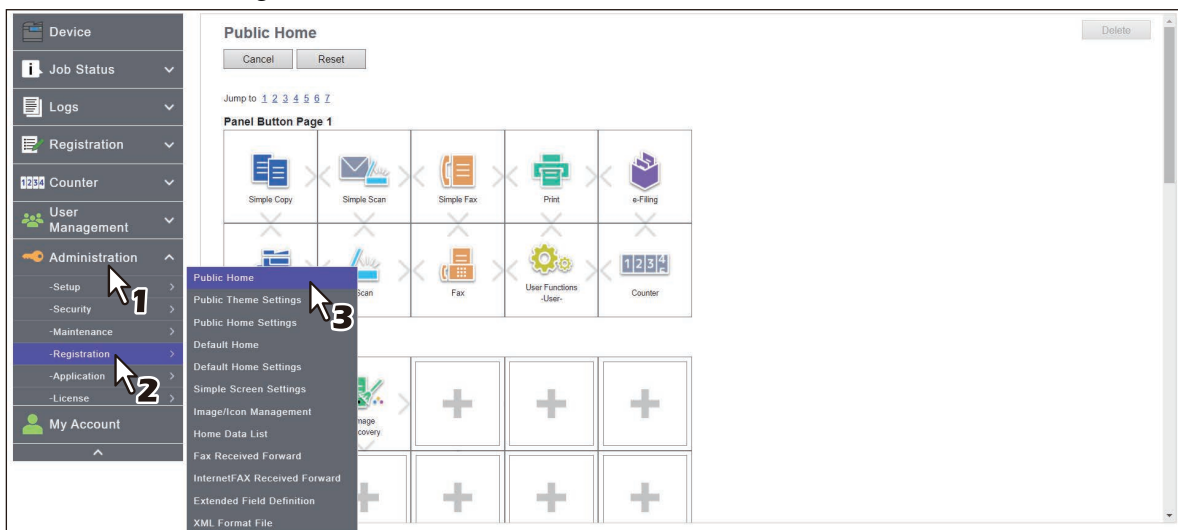 Device
Job Status
Logs
Registration
1234 Counter
User
Management
Administration
-Setup
-Security
-Maintenance
-Registration
-Application
-License
My Account
1
2
3
Public Home
Public Theme Settings
Public Home Settings
Default Home
Default Home Settings
Simple Screen Settings
Image/Icon Management
Home Data List
Fax Received Forward
InternetFAX Received Forward
Extended Field Definition
XML Format File
Public Home
Delete
Cancel Reset
Jump to 1 2 3 4 5 6 7
Panel Button Page 1
Simple Copy Simple Scan Simple Fax Print e-Filing
Scan Fax User Functions
-User- Counter